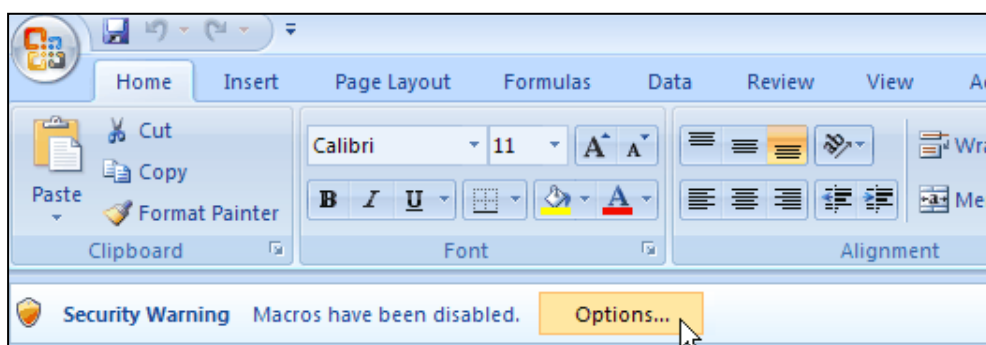 Home Insert Page Layout Formulas Data Review View
Cut
Calibri 11 A A
Copy
Paste
B I U A
Format Painter
Clipboard Font Alignment
Security Warning Macros have been disabled. Options...